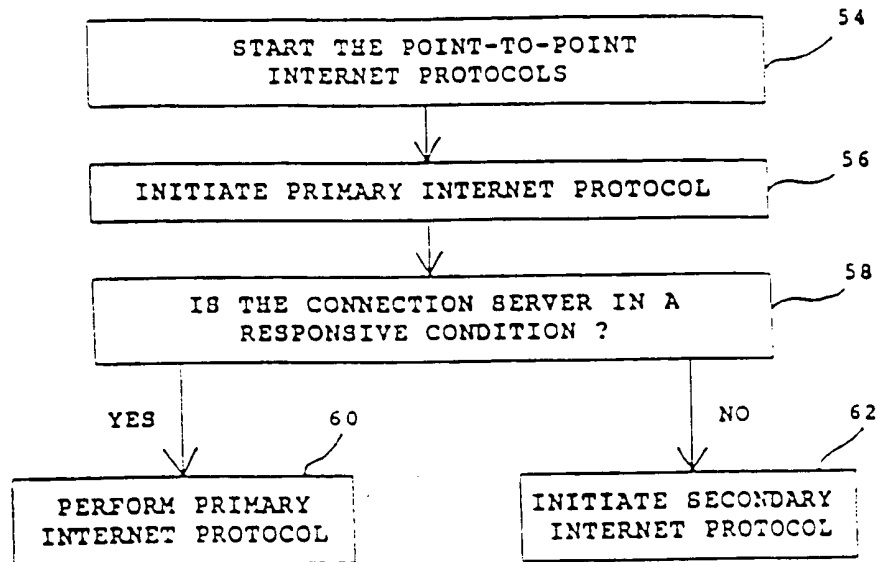 54
START THE POINT-TO-POINT
INTERNET PROTOCOLS
56
INITIATE PRIMARY INTERNET PROTOCOL
58
IS THE CONNECTION SERVER IN A
RESPONSIVE CONDITION ?
YES
60
NO
62
PERFORM PRIMARY
INTERNET PROTOCOL
INITIATE SECONDARY
INTERNET PROTOCOL